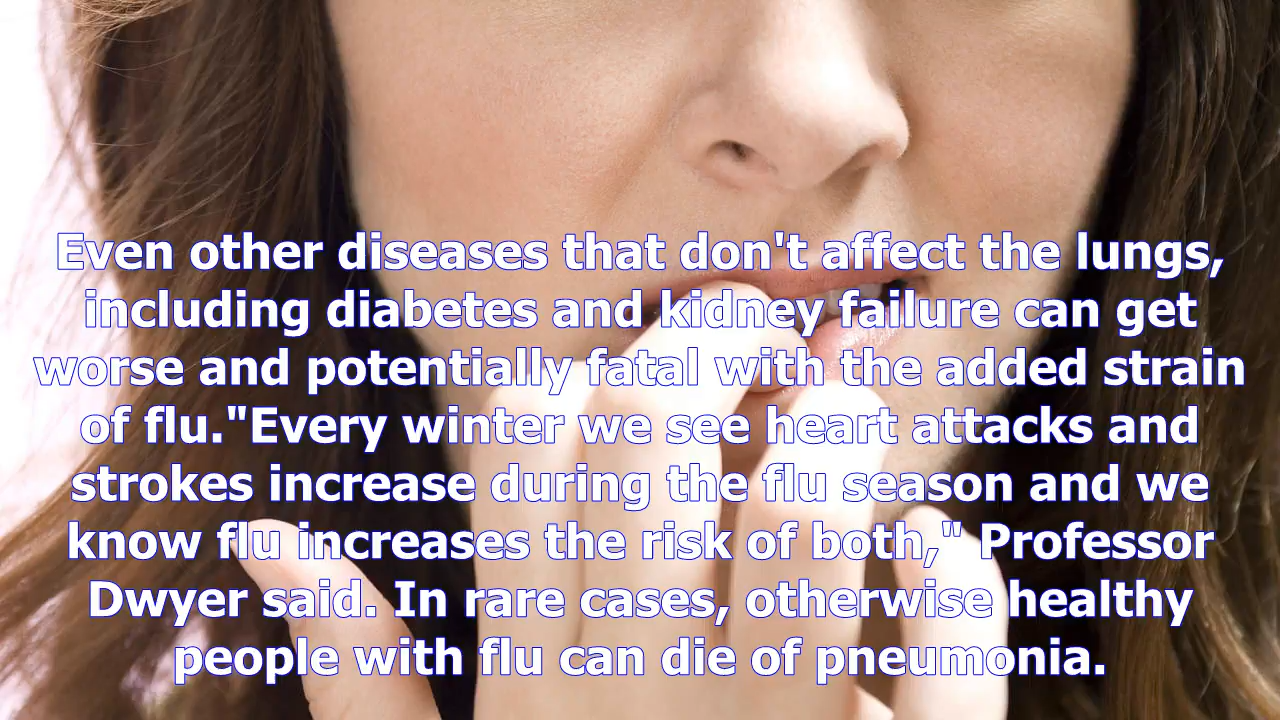 Even other diseases that don't affect the lungs,
including diabetes and kidney failure can get
worse and potentially fatal with the added strain
of flu."Every winter we see heart attacks and
strokes increase during the flu season and we
know flu increases the risk of both," Professor
Dwyer said. In rare cases, otherwise healthy
people with flu can die of pneumonia.